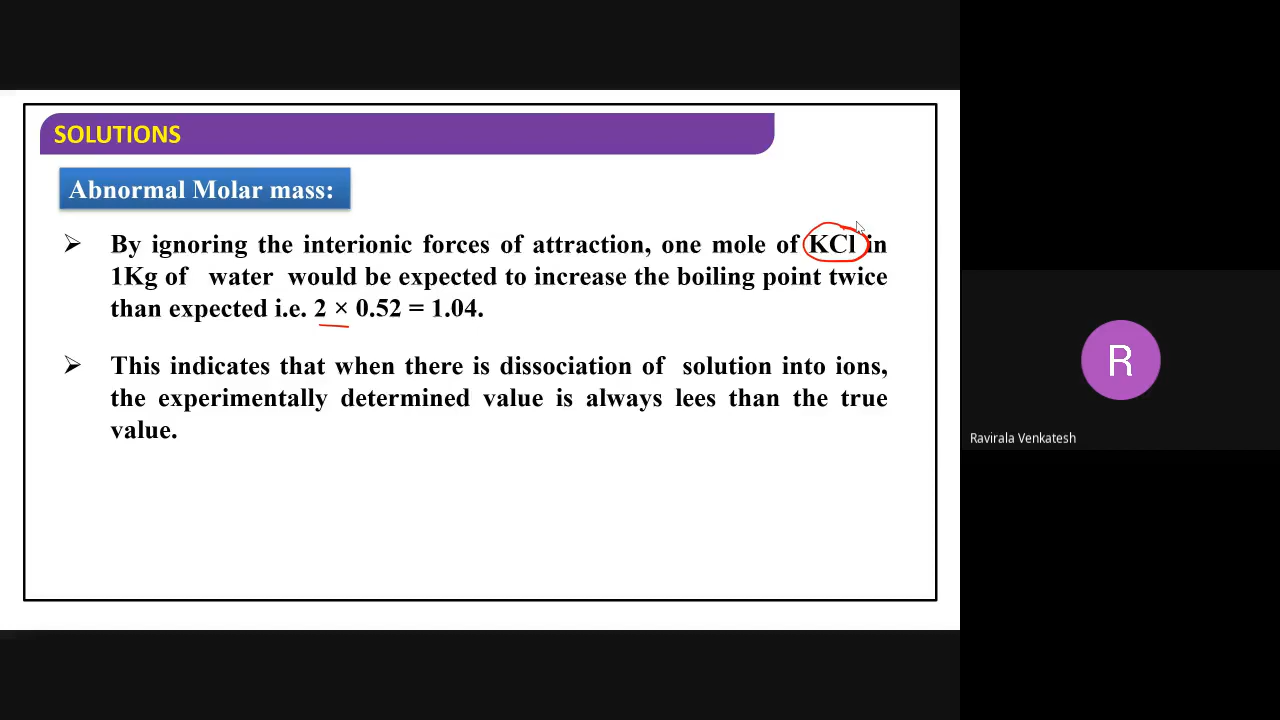 SOLUTIONS
Abnormal Molar mass:
➢ By ignoring the interionic forces of attraction, one mole of KCl in
1Kg of water would be expected to increase the boiling point twice
than expected i.e. 2 × 0.52 = 1.04.
➢ This indicates that when there is dissociation of solution into ions,
the experimentally determined value is always lees than the true
value.
R
Ravirala Venkatesh